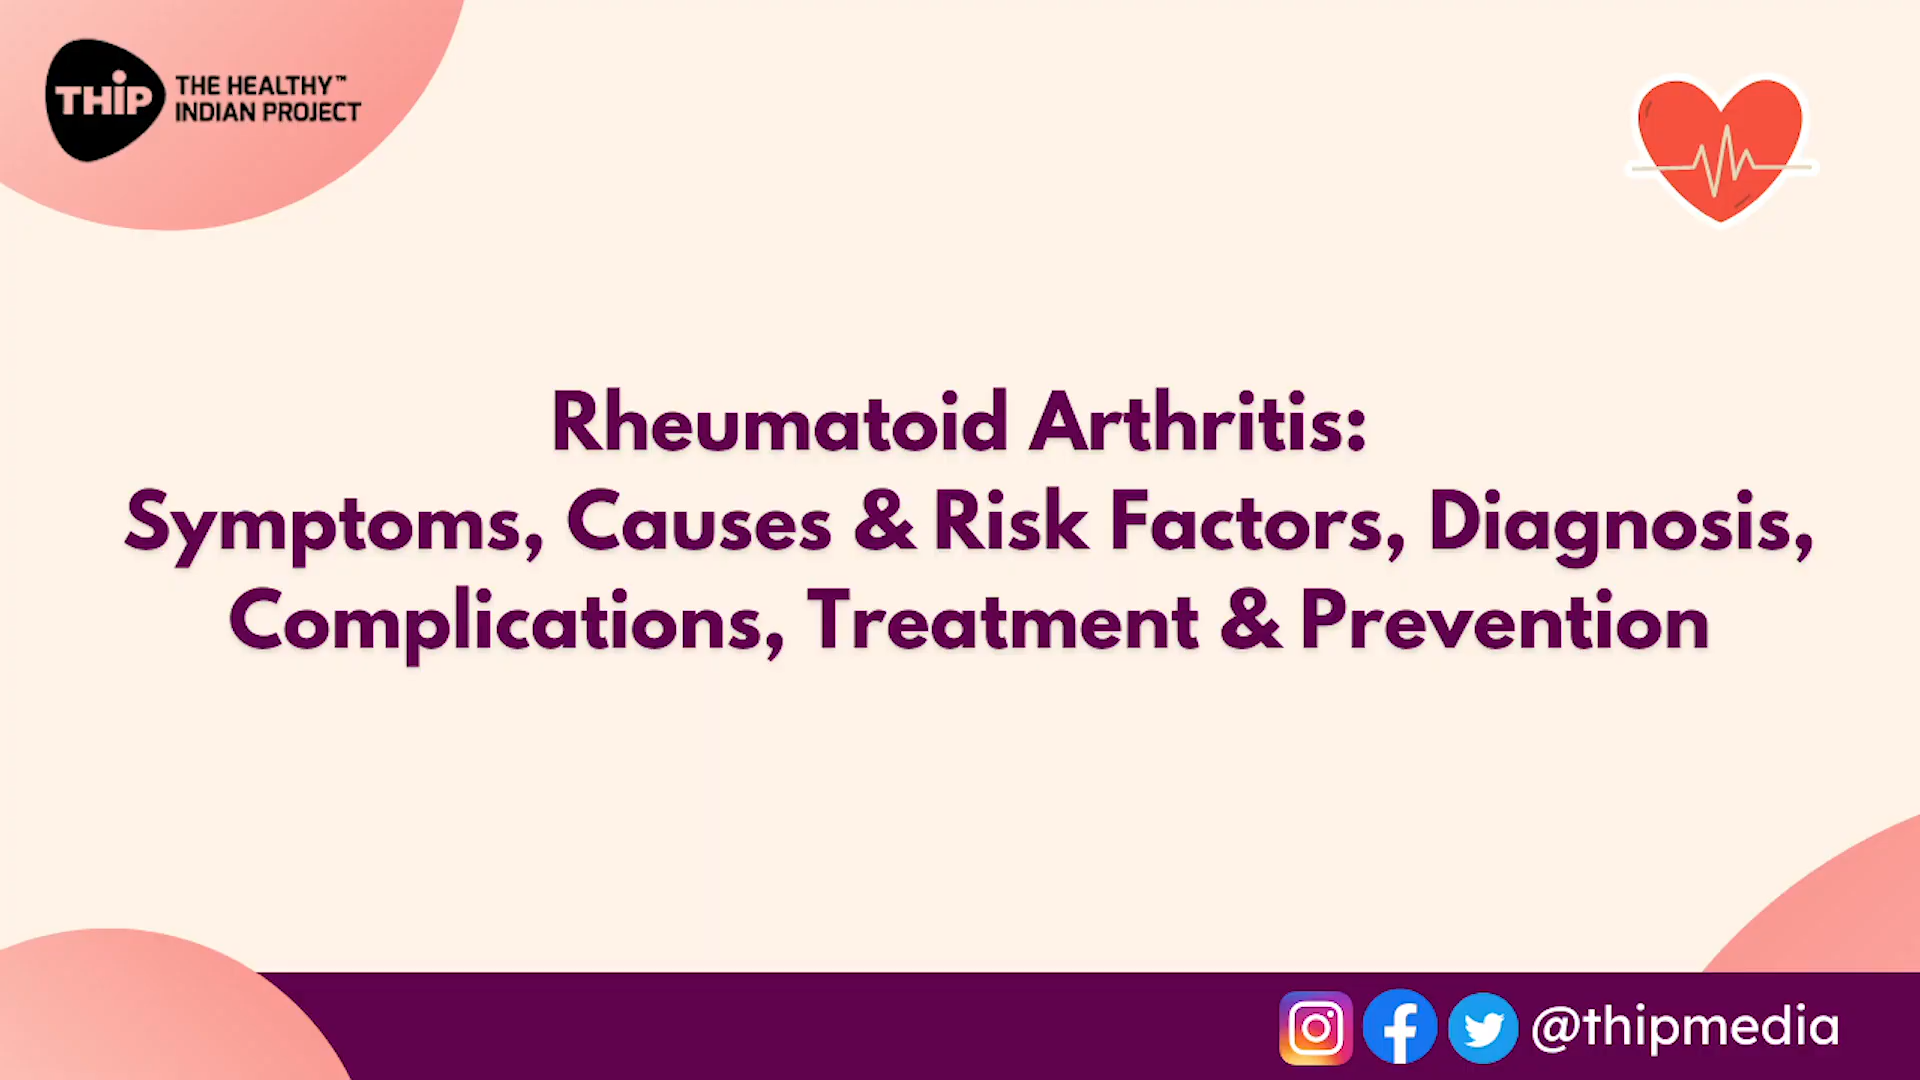 THiP
THE HEALTHY™
INDIAN PROJECT
Rheumatoid Arthritis:
Symptoms, Causes & Risk Factors, Diagnosis,
Complications, Treatment & Prevention
@thipmedia